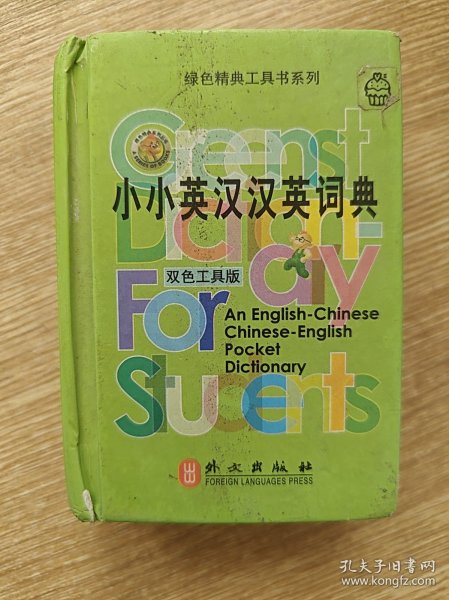 绿色精典工具书系列
Greenst
Diction-
ary
For
Students
小小英汉汉英词典
双色工具版
An English-Chinese
Chinese-English
Pocket
Dictionary
外文出版社
FOREIGN LANGUAGES PRESS
孔夫子旧书网
www.kongfz.com